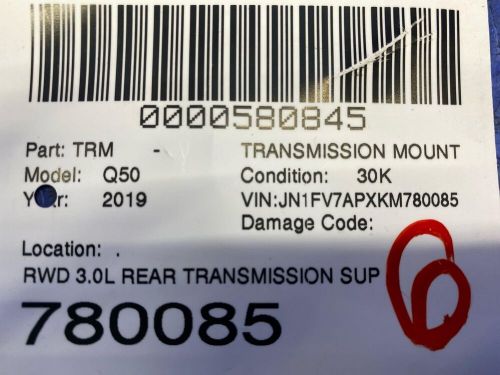 0000580845
Part: TRM - TRANSMISSION MOUNT
Model: Q50 Condition: 30K
Year: 2019 VIN:JN1FV7APXKM780085
Damage Code:
Location: .
RWD 3.0L REAR TRANSMISSION SUP
780085
6